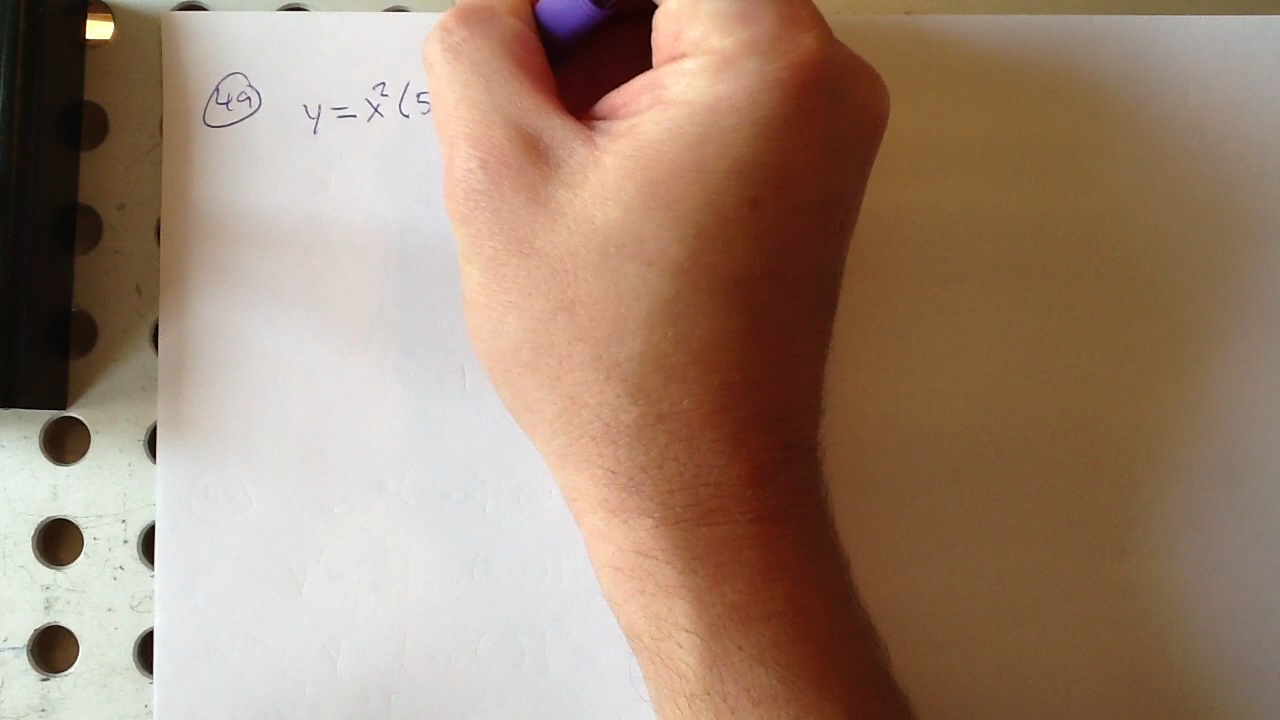 49 y = x² (5